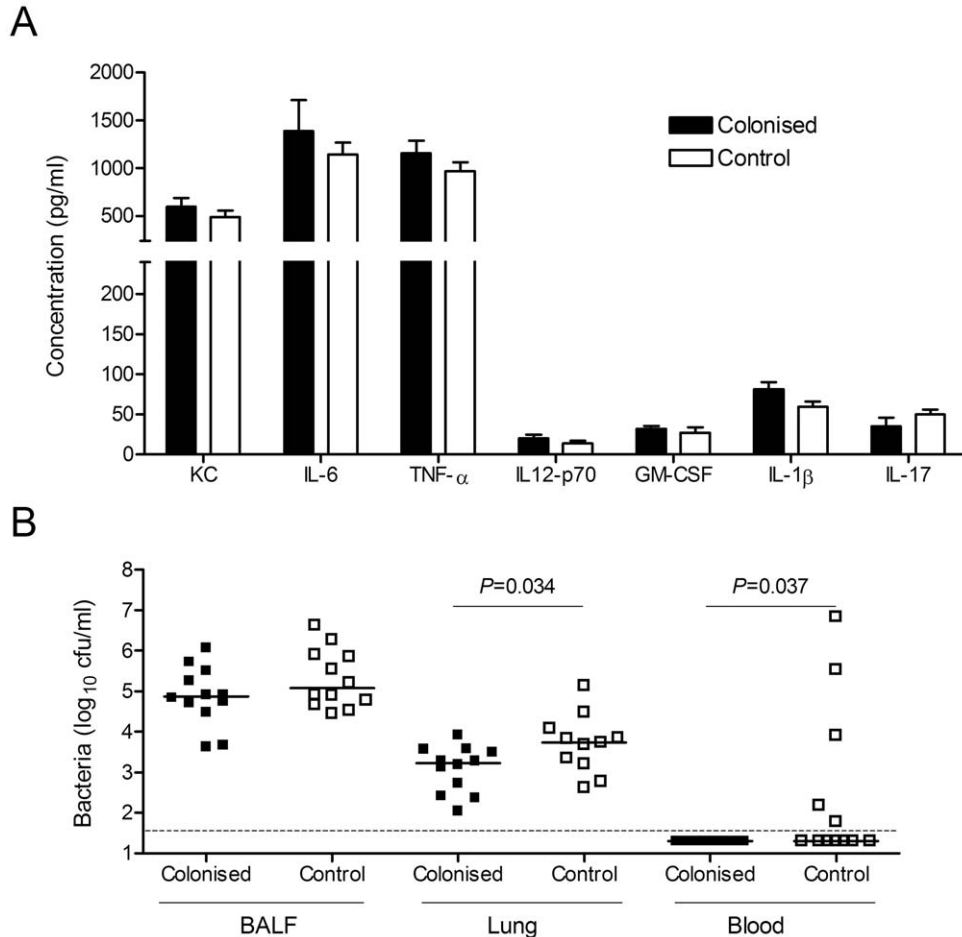 A
2000
1500
1000
500
200
150
100
50
0
Concentration (pg/ml)
Colonised
Control
KC IL-6 TNF-α IL12-p70 GM-CSF IL-1β IL-17
B
8
7
6
5
4
3
2
1
Bacteria (log10 cfu/ml)
P=0.034 P=0.037
Colonised Control Colonised Control Colonised Control
BALF Lung Blood